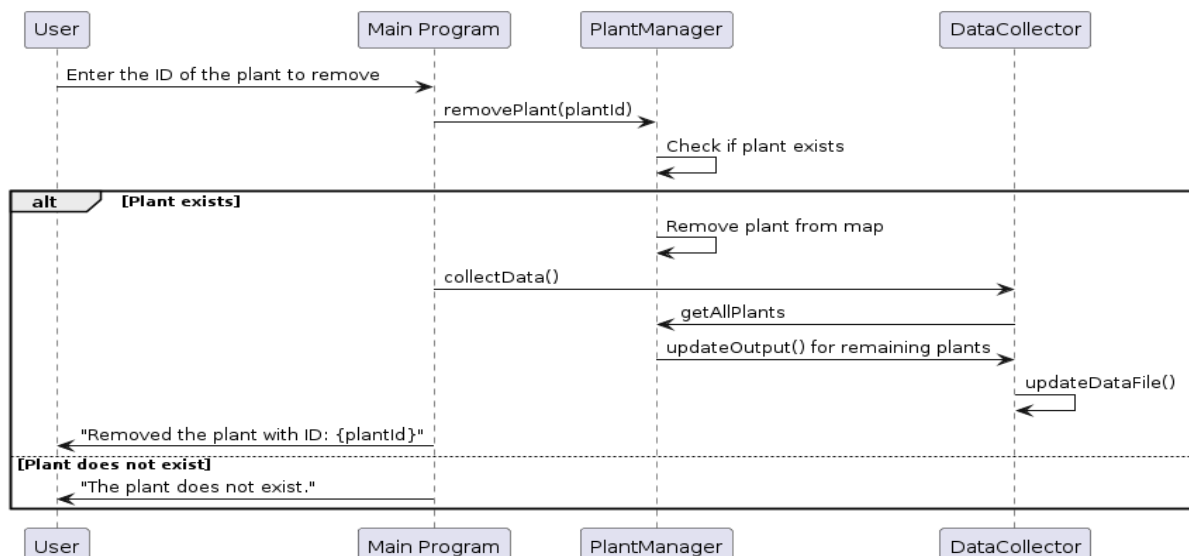 User Main Program PlantManager DataCollector
Enter the ID of the plant to remove
removePlant(plantId)
Check if plant exists
alt [Plant exists]
Remove plant from map
collectData()
getAllPlants
updateOutput() for remaining plants
updateDataFile()
"Removed the plant with ID: {plantId}"
[Plant does not exist]
"The plant does not exist."
User Main Program PlantManager DataCollector